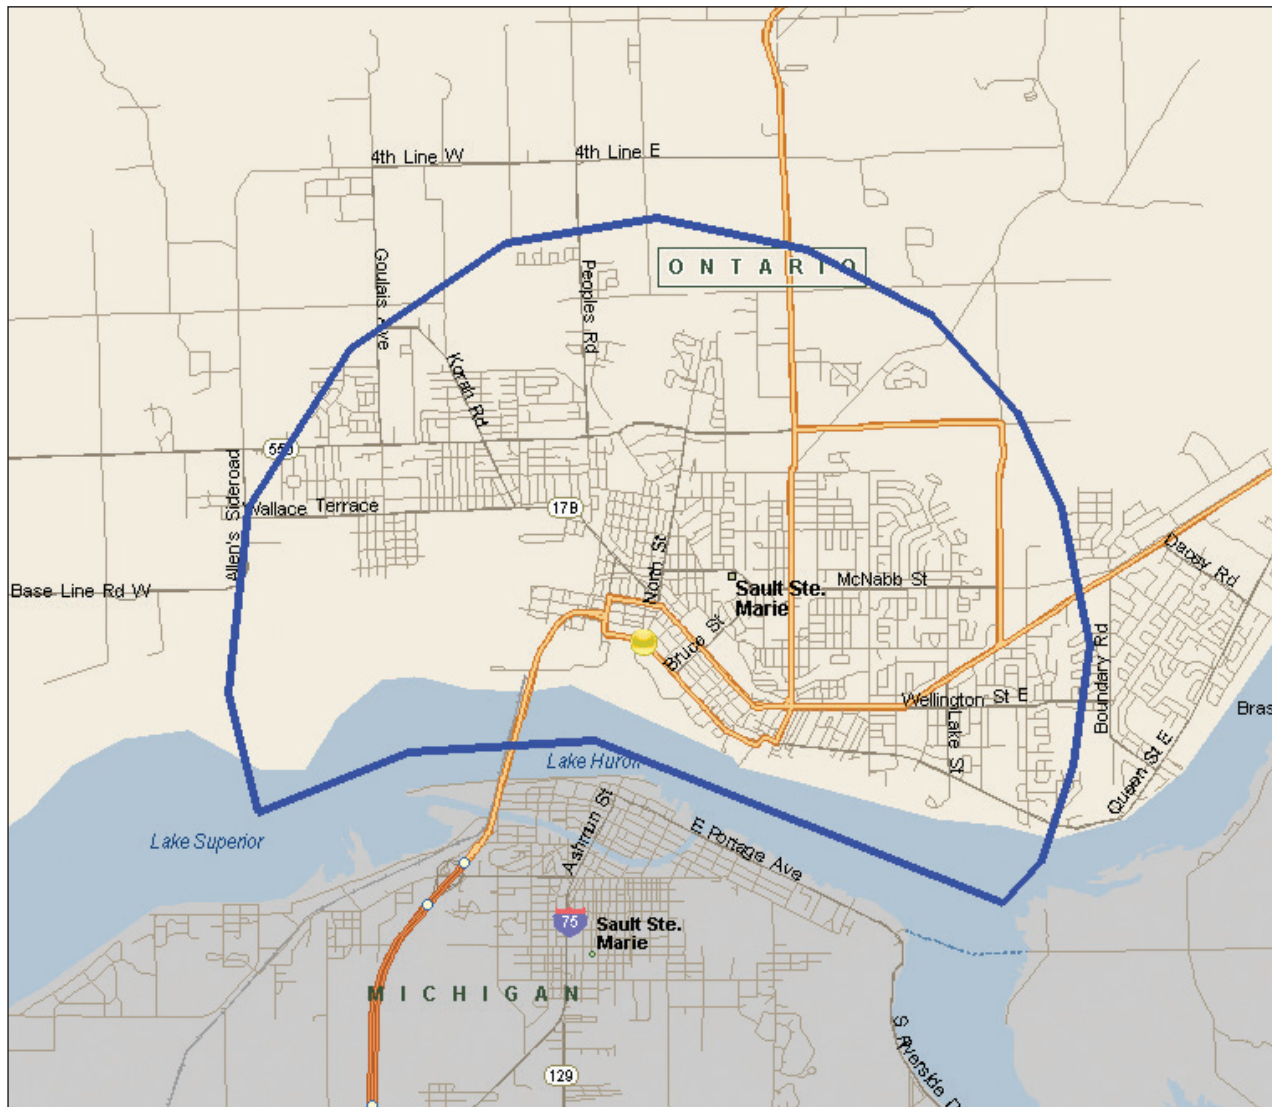 4th Line W
4th Line E
ONTARIO
Goulais Ave
Peoples Rd
Korah Rd
550
Allen's Sideroad
Wallace Terrace
17B
North St
Dacey Rd
Base Line Rd W
McNabb St
Sault Ste.
Marie
Bruce St
Boundary Rd
Wellington St E
Lake St
Bras
Queen St E
Lake Huron
Lake Superior
Ashmun St
E Portage Ave
75
Sault Ste.
Marie
MICHIGAN
S Riverside D
129